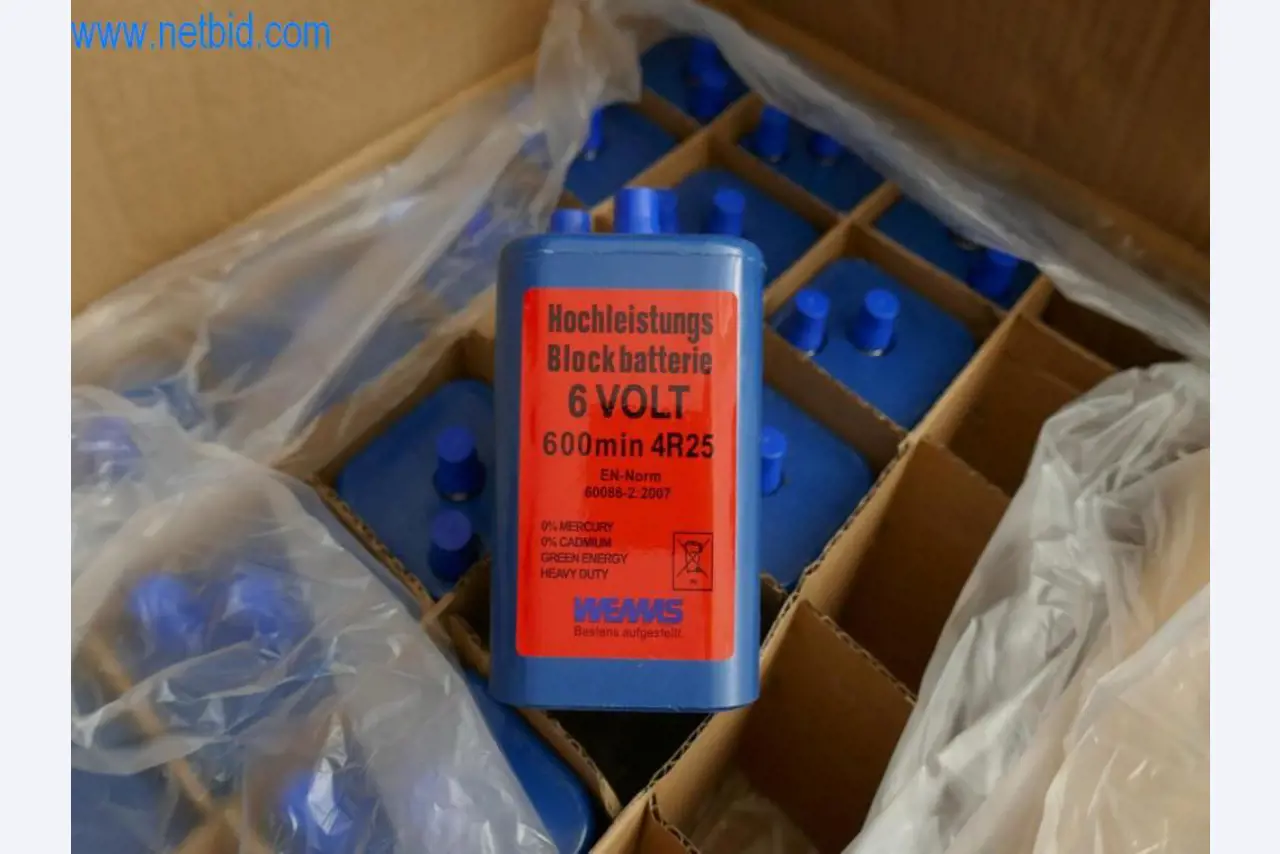 www.netbid.com
Hochleistungs
Blockbatterie
6 VOLT
600min 4R25
EN-Norm
60086-2:2007
0% MERCURY
0% CADMIUM
GREEN ENERGY
HEAVY DUTY
WEMAS
Bestens aufgestellt.